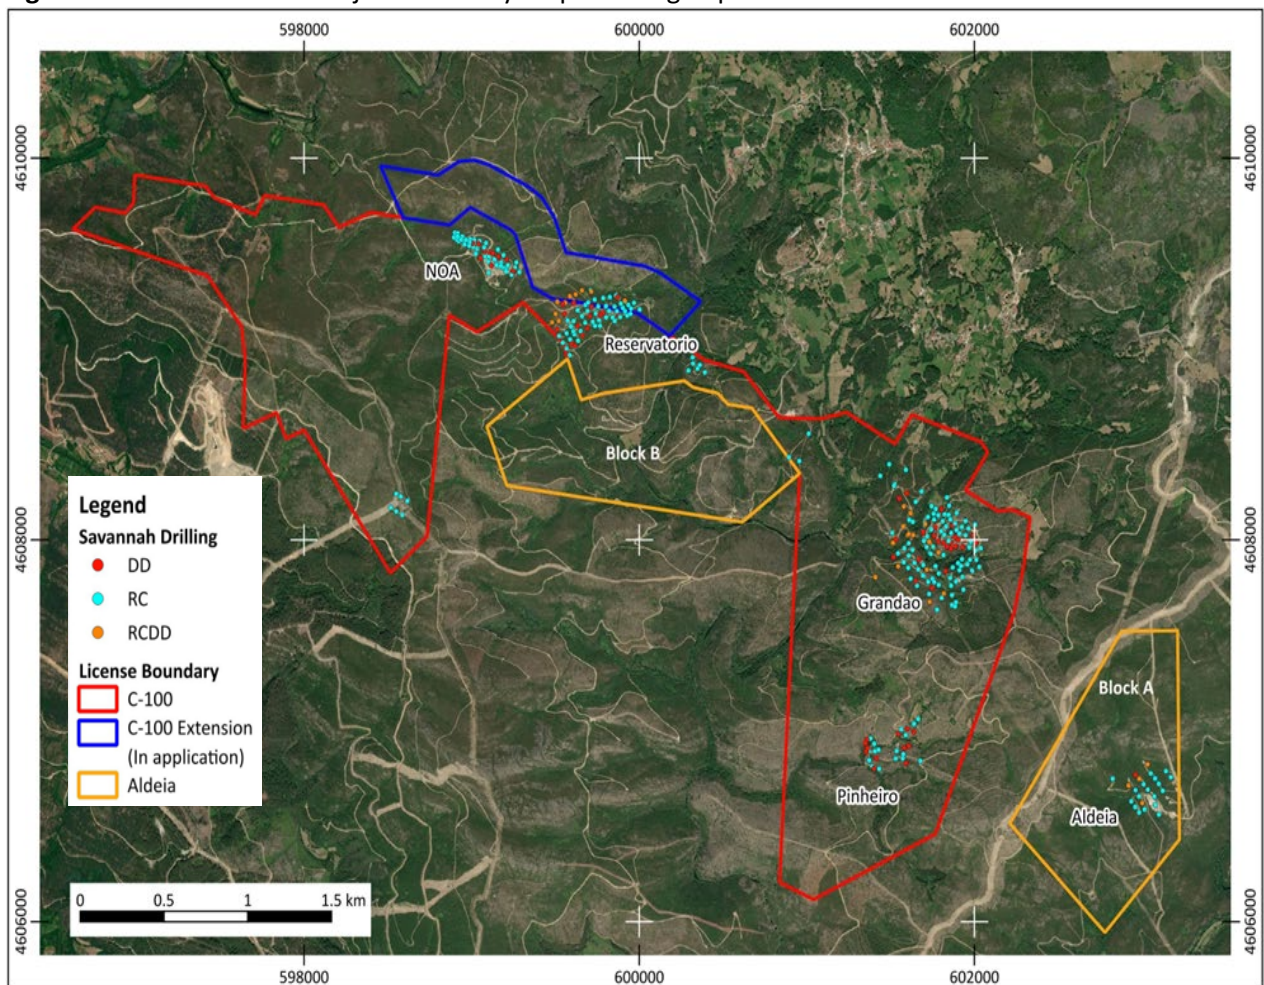 598000 600000 602000
4610000 4610000
NOA
Reservatorio
Block B
4608000 4608000
Grandao
Block A
Pinheiro
Aldeia
4606000 4606000
Legend
Savannah Drilling
DD
RC
RCDD
License Boundary
C-100
C-100 Extension
(In application)
Aldeia
0 0.5 1 1.5 km
598000 600000 602000